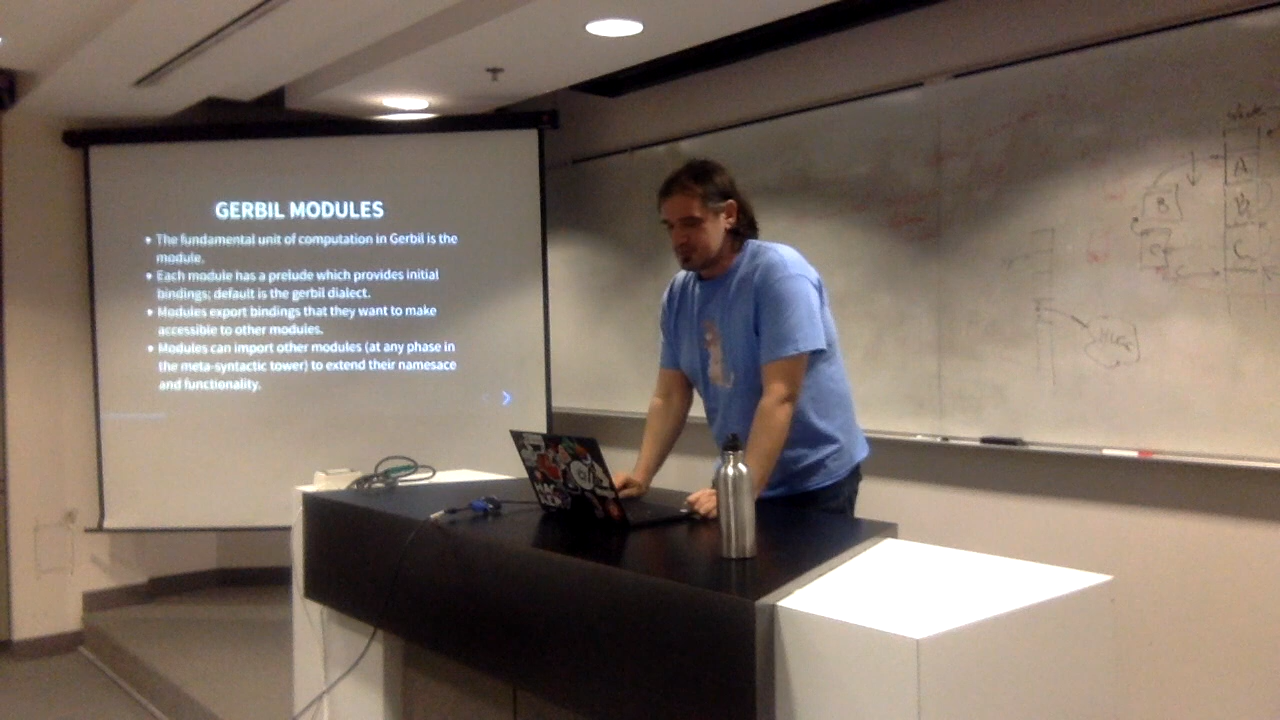 GERBIL MODULES
• The fundamental unit of computation in Gerbil is the
module.
• Each module has a prelude which provides initial
bindings; default is the gerbil dialect.
• Modules export bindings that they want to make
accessible to other modules.
• Modules can import other modules (at any phase in
the meta-syntactic tower) to extend their namesace
and functionality.
A
B
B
C